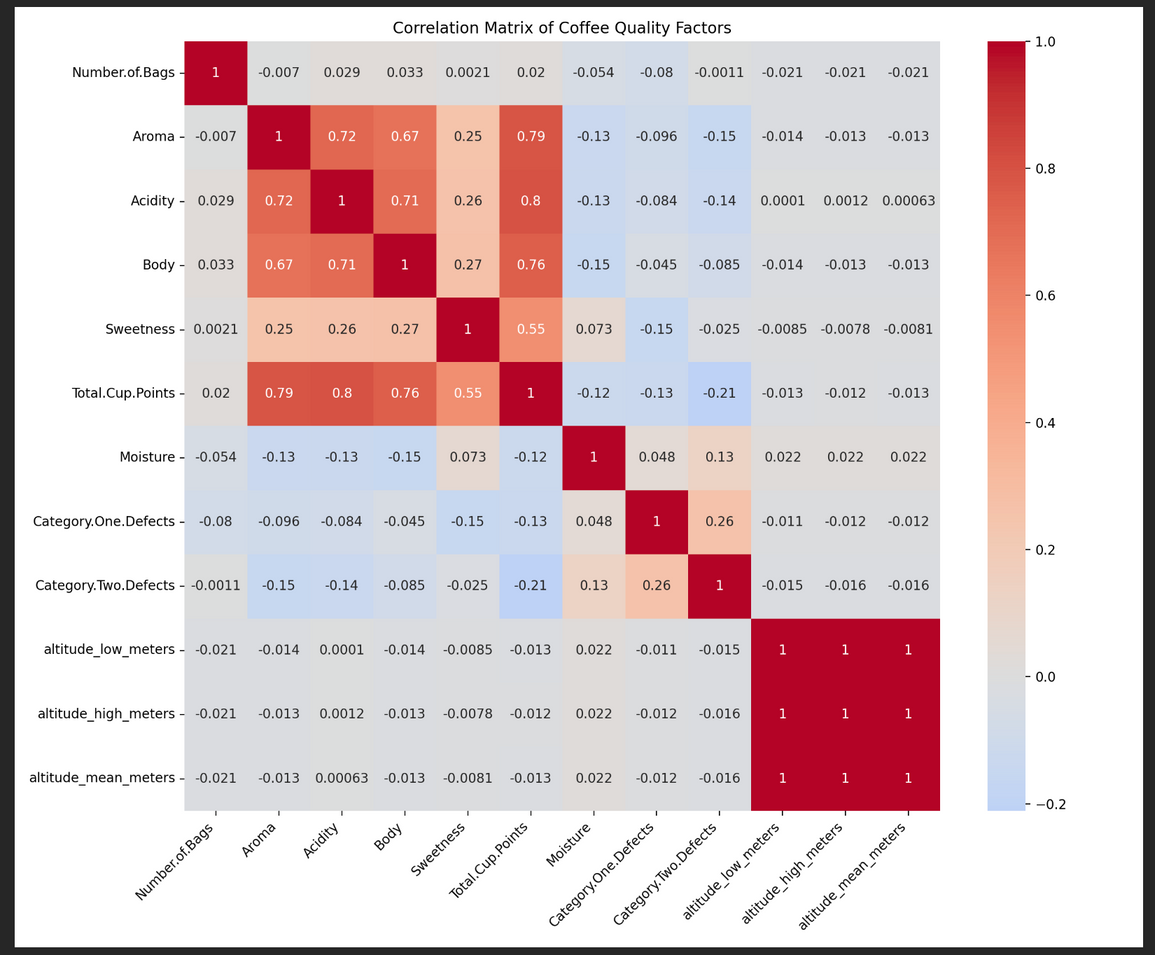 Correlation Matrix of Coffee Quality Factors
Number.of.Bags 1 -0.007 0.029 0.033 0.0021 0.02 -0.054 -0.08 -0.0011 -0.021 -0.021 -0.021
Aroma -0.007 1 0.72 0.67 0.25 0.79 -0.13 -0.096 -0.15 -0.014 -0.013 -0.013
Acidity 0.029 0.72 1 0.71 0.26 0.8 -0.13 -0.084 -0.14 0.0001 0.0012 0.00063
Body 0.033 0.67 0.71 1 0.27 0.76 -0.15 -0.045 -0.085 -0.014 -0.013 -0.013
Sweetness 0.0021 0.25 0.26 0.27 1 0.55 0.073 -0.15 -0.025 -0.0085 -0.0078 -0.0081
Total.Cup.Points 0.02 0.79 0.8 0.76 0.55 1 -0.12 -0.13 -0.21 -0.013 -0.012 -0.013
Moisture -0.054 -0.13 -0.13 -0.15 0.073 -0.12 1 0.048 0.13 0.022 0.022 0.022
Category.One.Defects -0.08 -0.096 -0.084 -0.045 -0.15 -0.13 0.048 1 0.26 -0.011 -0.012 -0.012
Category.Two.Defects -0.0011 -0.15 -0.14 -0.085 -0.025 -0.21 0.13 0.26 1 -0.015 -0.016 -0.016
altitude_low_meters -0.021 -0.014 0.0001 -0.014 -0.0085 -0.013 0.022 -0.011 -0.015 1 1 1
altitude_high_meters -0.021 -0.013 0.0012 -0.013 -0.0078 -0.012 0.022 -0.012 -0.016 1 1 1
altitude_mean_meters -0.021 -0.013 0.00063 -0.013 -0.0081 -0.013 0.022 -0.012 -0.016 1 1 1
Number.of.Bags
Aroma
Acidity
Body
Sweetness
Total.Cup.Points
Moisture
Category.One.Defects
Category.Two.Defects
altitude_low_meters
altitude_high_meters
altitude_mean_meters
1.0
0.8
0.6
0.4
0.2
0.0
−0.2